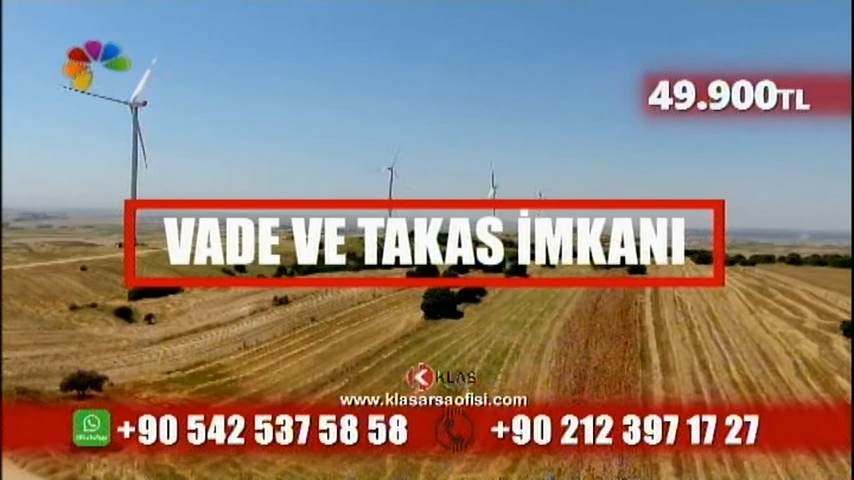 49.900TL
VADE VE TAKAS İMKANI
KLAS
www.klasarsaofisi.com
WhatsApp
+90 542 537 58 58
+90 212 397 17 27